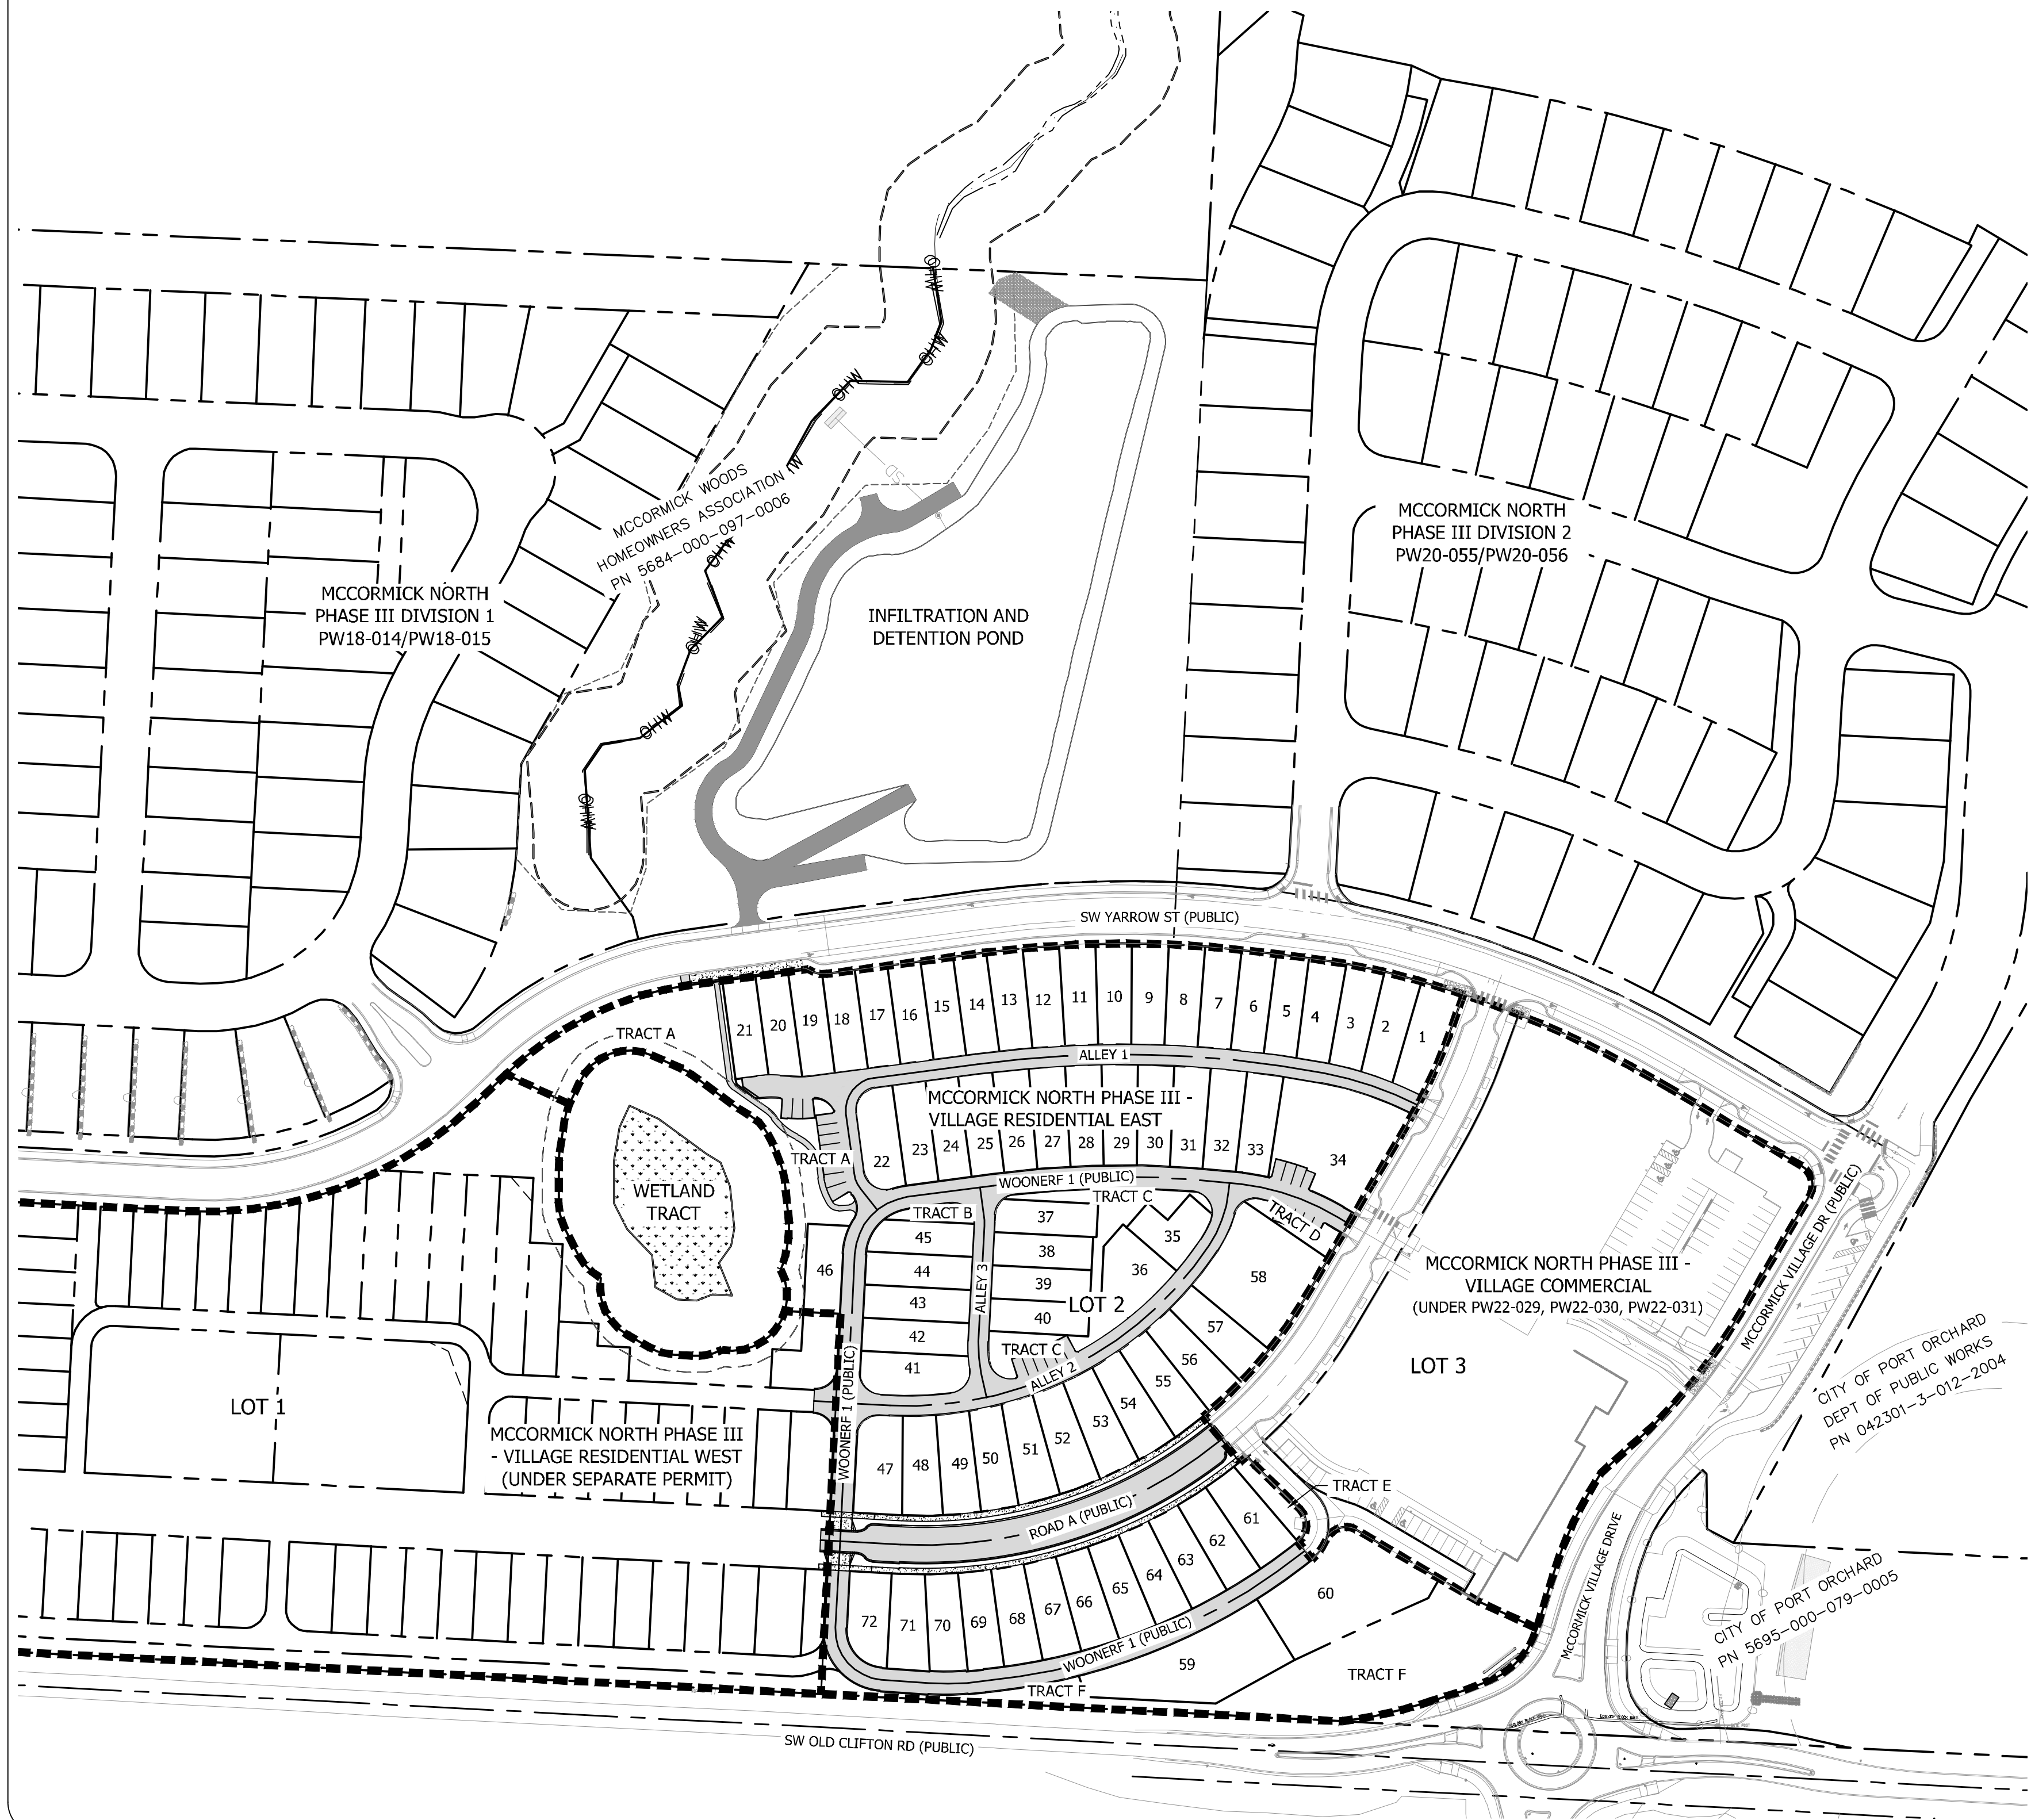 OHW
OHW
OHW
W
OHW
OHW
OHW
OHW
SD
MCCORMICK WOODS
HOMEOWNERS ASSOCIATION
PN 5684-000-097-0006
MCCORMICK NORTH
PHASE III DIVISION 1
PW18-014/PW18-015
INFILTRATION AND
DETENTION POND
MCCORMICK NORTH
PHASE III DIVISION 2
PW20-055/PW20-056
SW YARROW ST (PUBLIC)
TRACT A
21
20
19
18
17
16
15
14
13
12
11
10
9
8
7
6
5
4
3
2
1
ALLEY 1
MCCORMICK NORTH PHASE III -
VILLAGE RESIDENTIAL EAST
TRACT A
22
23
24
25
26
27
28
29
30
31
32
33
34
WOONERF 1 (PUBLIC)
WETLAND
TRACT
TRACT B
TRACT C
TRACT D
37
38
39
40
35
36
45
44
43
42
41
46
ALLEY 3
LOT 2
58
57
56
55
54
53
52
51
50
49
48
47
TRACT C
ALLEY 2
WOONERF 1 (PUBLIC)
MCCORMICK NORTH PHASE III -
VILLAGE COMMERCIAL
(UNDER PW22-029, PW22-030, PW22-031)
LOT 3
MCCORMICK VILLAGE DR (PUBLIC)
CITY OF PORT ORCHARD
DEPT OF PUBLIC WORKS
PN 042301-3-012-2004
LOT 1
MCCORMICK NORTH PHASE III
- VILLAGE RESIDENTIAL WEST
(UNDER SEPARATE PERMIT)
ROAD A (PUBLIC)
TRACT E
61
62
63
64
65
66
67
68
69
70
71
72
60
59
WOONERF 1 (PUBLIC)
TRACT F
TRACT F
McCORMICK VILLAGE DRIVE
CITY OF PORT ORCHARD
PN 5695-000-079-0005
SW OLD CLIFTON RD (PUBLIC)